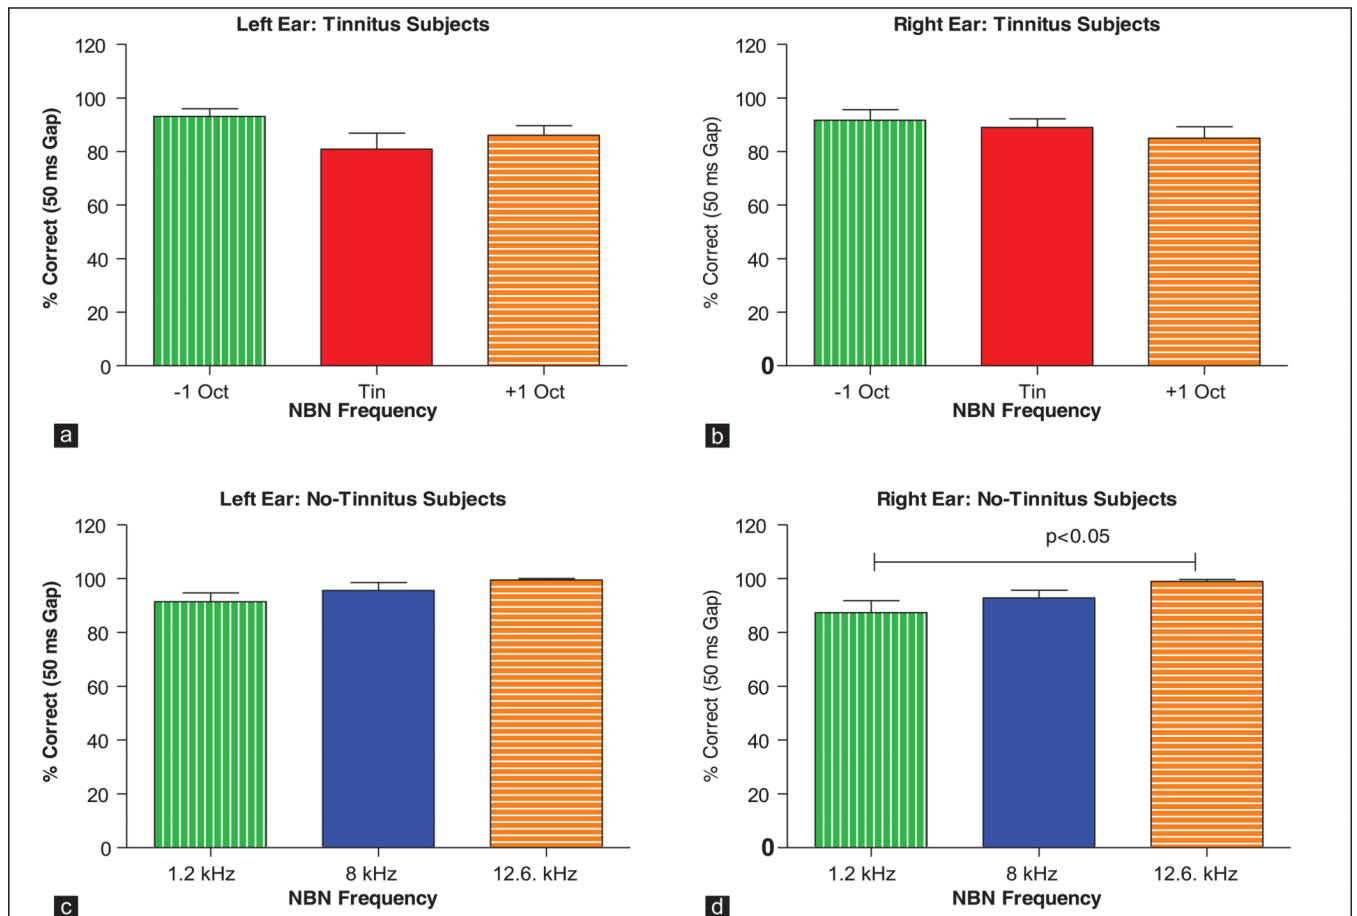 Left Ear: Tinnitus Subjects
120
100
80
60
40
20
0
% Correct (50 ms Gap)
-1 Oct
Tin
+1 Oct
NBN Frequency
a
Right Ear: Tinnitus Subjects
120
100
80
60
40
20
0
% Correct (50 ms Gap)
-1 Oct
Tin
+1 Oct
NBN Frequency
b
Left Ear: No-Tinnitus Subjects
120
100
80
60
40
20
0
% Correct (50 ms Gap)
1.2 kHz
8 kHz
12.6. kHz
NBN Frequency
c
Right Ear: No-Tinnitus Subjects
p<0.05
120
100
80
60
40
20
0
% Correct (50 ms Gap)
1.2 kHz
8 kHz
12.6. kHz
NBN Frequency
d